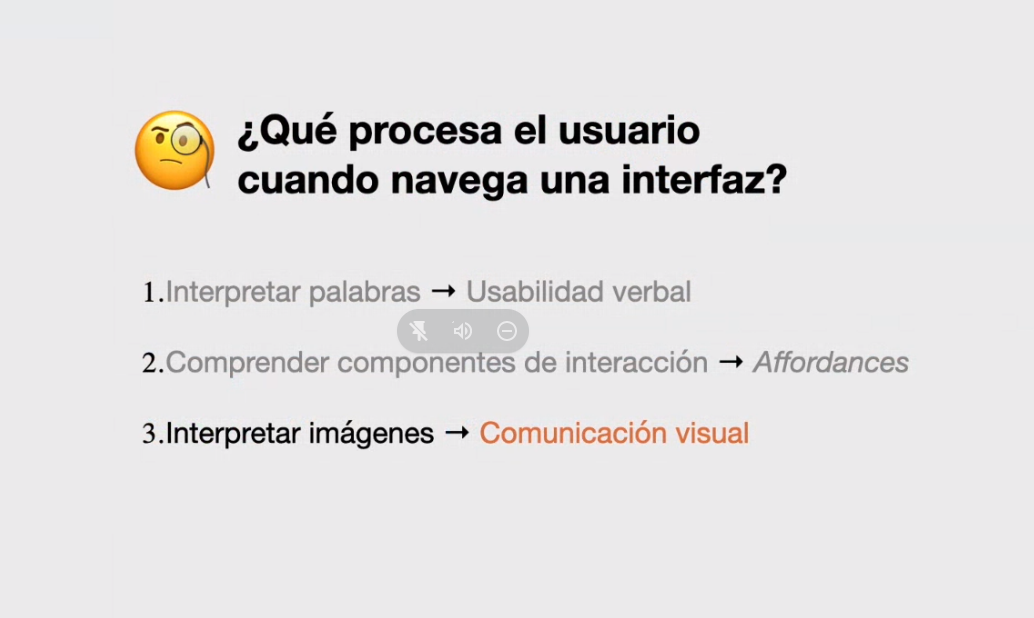 ¿Qué procesa el usuario
cuando navega una interfaz?
1.Interpretar palabras → Usabilidad verbal
2.Comprender componentes de interacción → Affordances
3.Interpretar imágenes → Comunicación visual